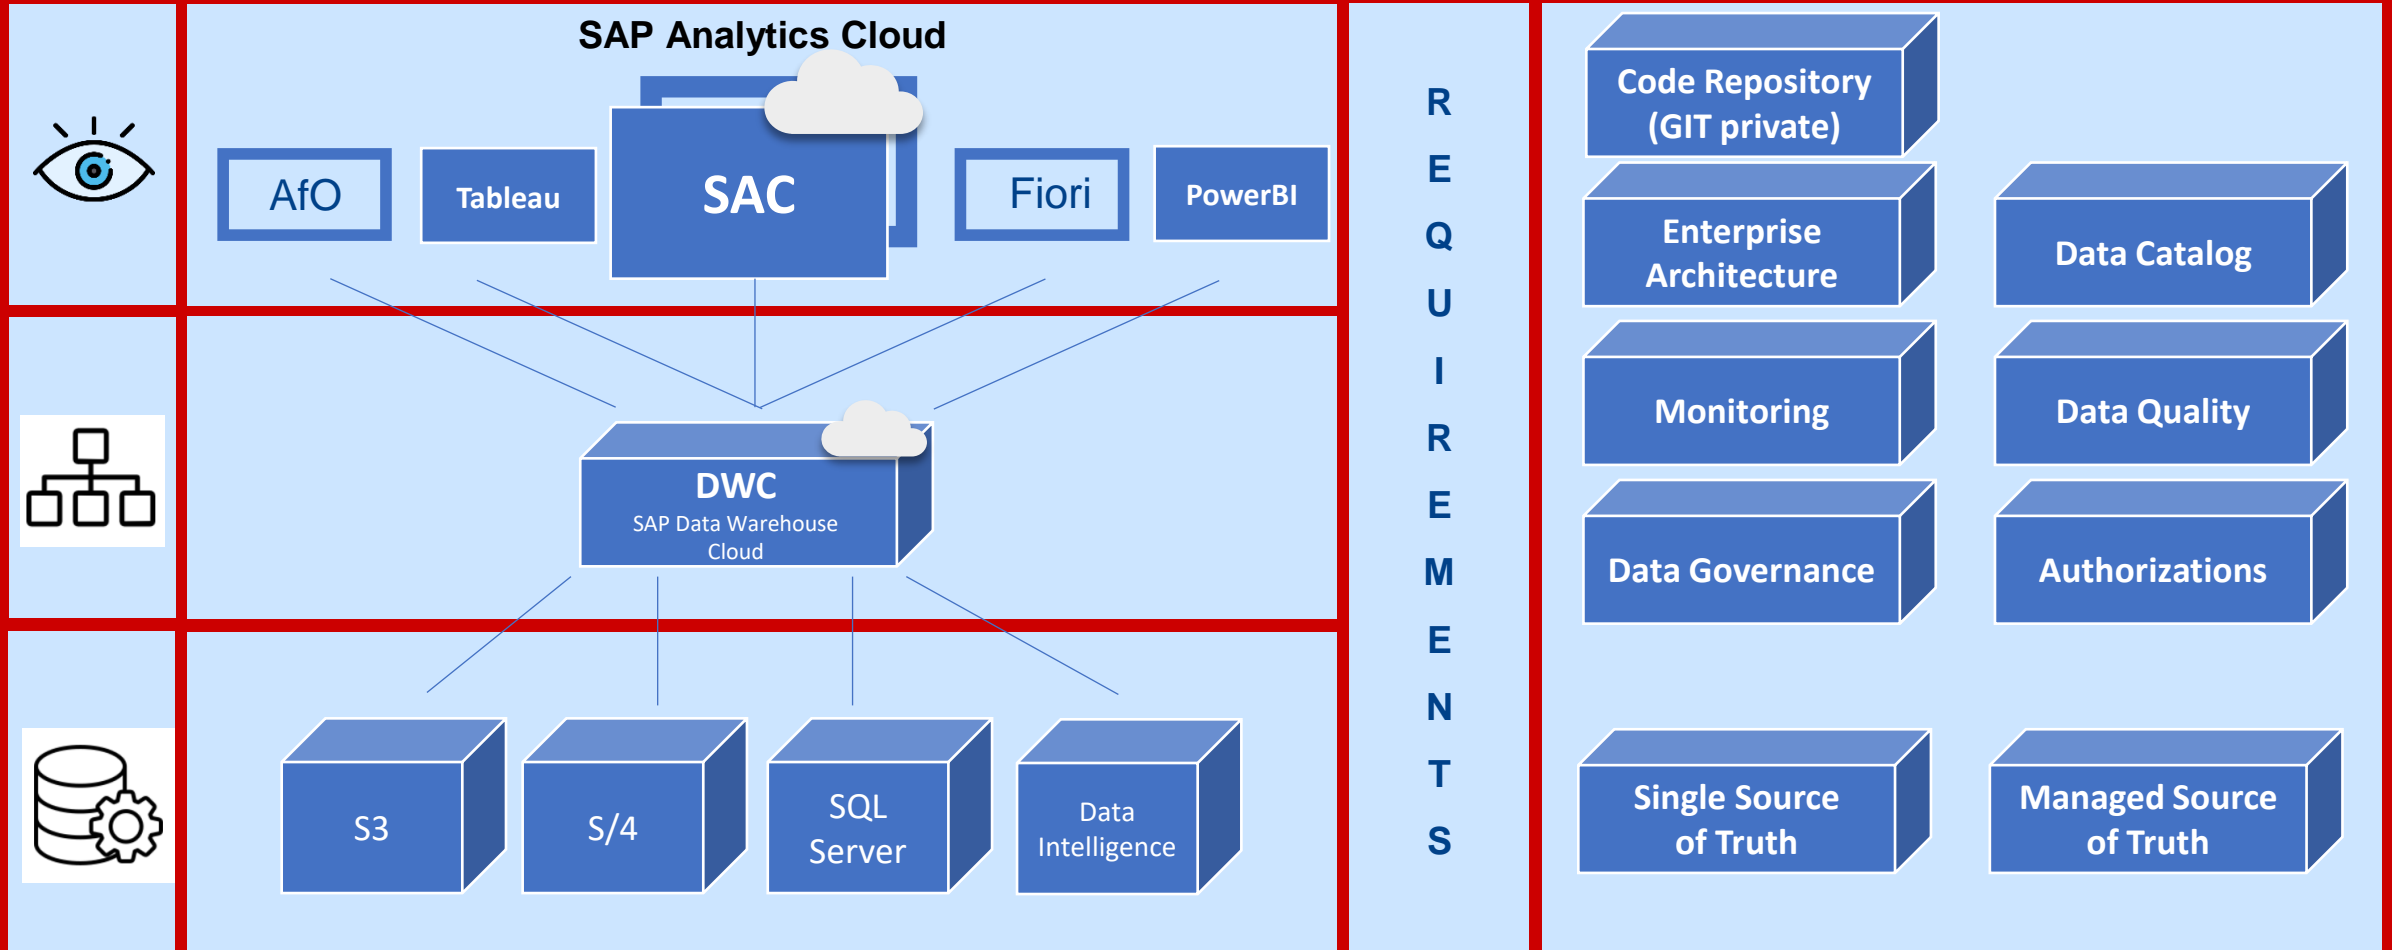 SAP Analytics Cloud
AfO
Tableau
SAC
Fiori
PowerBI
DWC
SAP Data Warehouse
Cloud
S3
S/4
SQL
Server
Data
Intelligence
R
E
Q
U
I
R
E
M
E
N
T
S
Code Repository
(GIT private)
Enterprise
Architecture
Data Catalog
Monitoring
Data Quality
Data Governance
Authorizations
Single Source
of Truth
Managed Source
of Truth